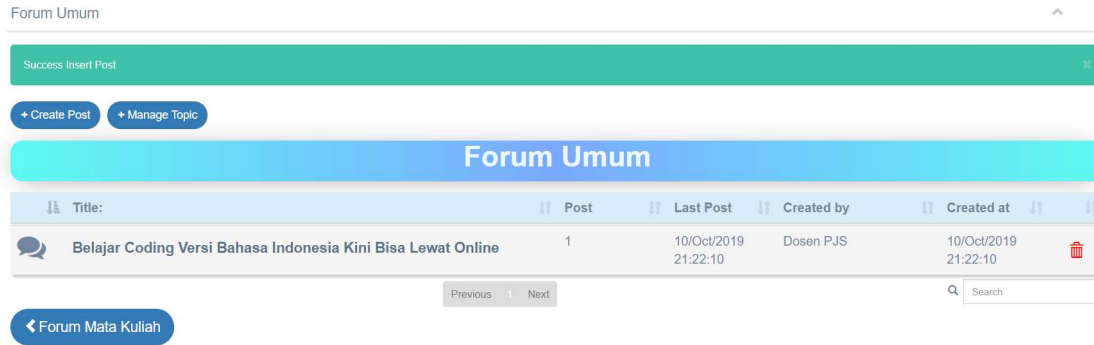 Forum Umum
Success Insert Post
+ Create Post
+ Manage Topic
Forum Umum
Title: Post Last Post Created by Created at
Belajar Coding Versi Bahasa Indonesia Kini Bisa Lewat Online 1 10/Oct/2019 Dosen PJS 10/Oct/2019
21:22:10 21:22:10
Previous 1 Next Search
Forum Mata Kuliah